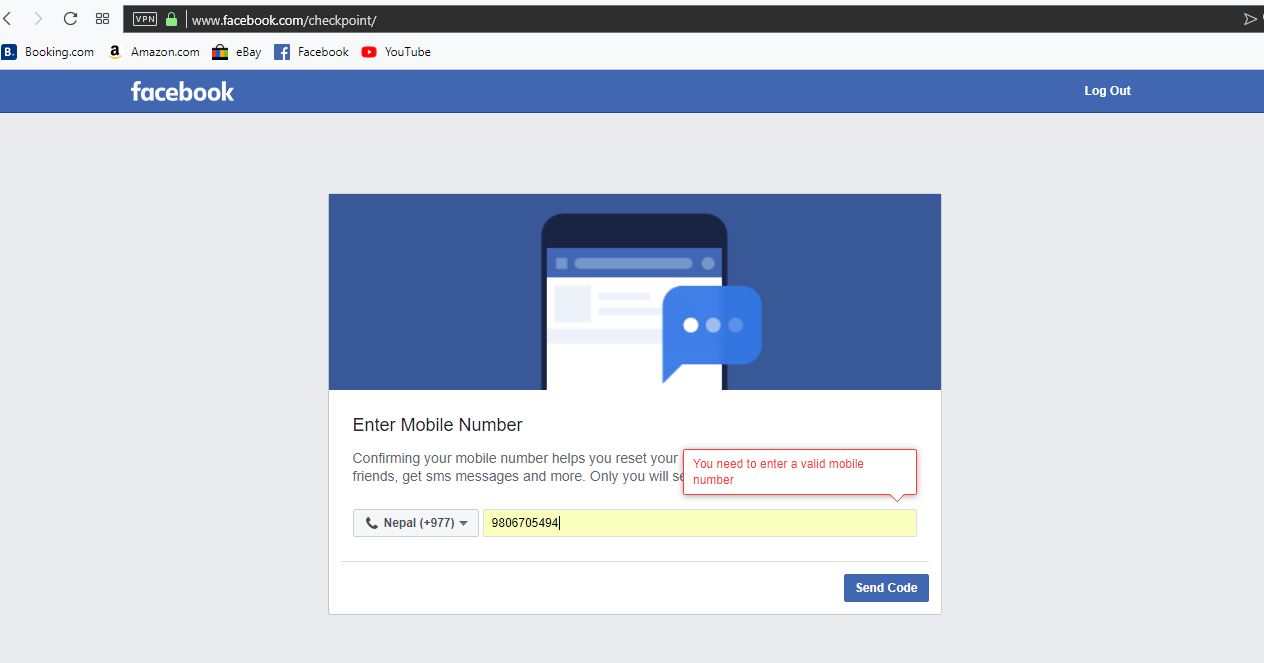 VPN www.facebook.com/checkpoint/
B. Booking.com a Amazon.com eBay f Facebook YouTube
facebook Log Out
Enter Mobile Number
Confirming your mobile number helps you reset your
friends, get sms messages and more. Only you will se
You need to enter a valid mobile
number
Nepal (+977) 9806705494
Send Code